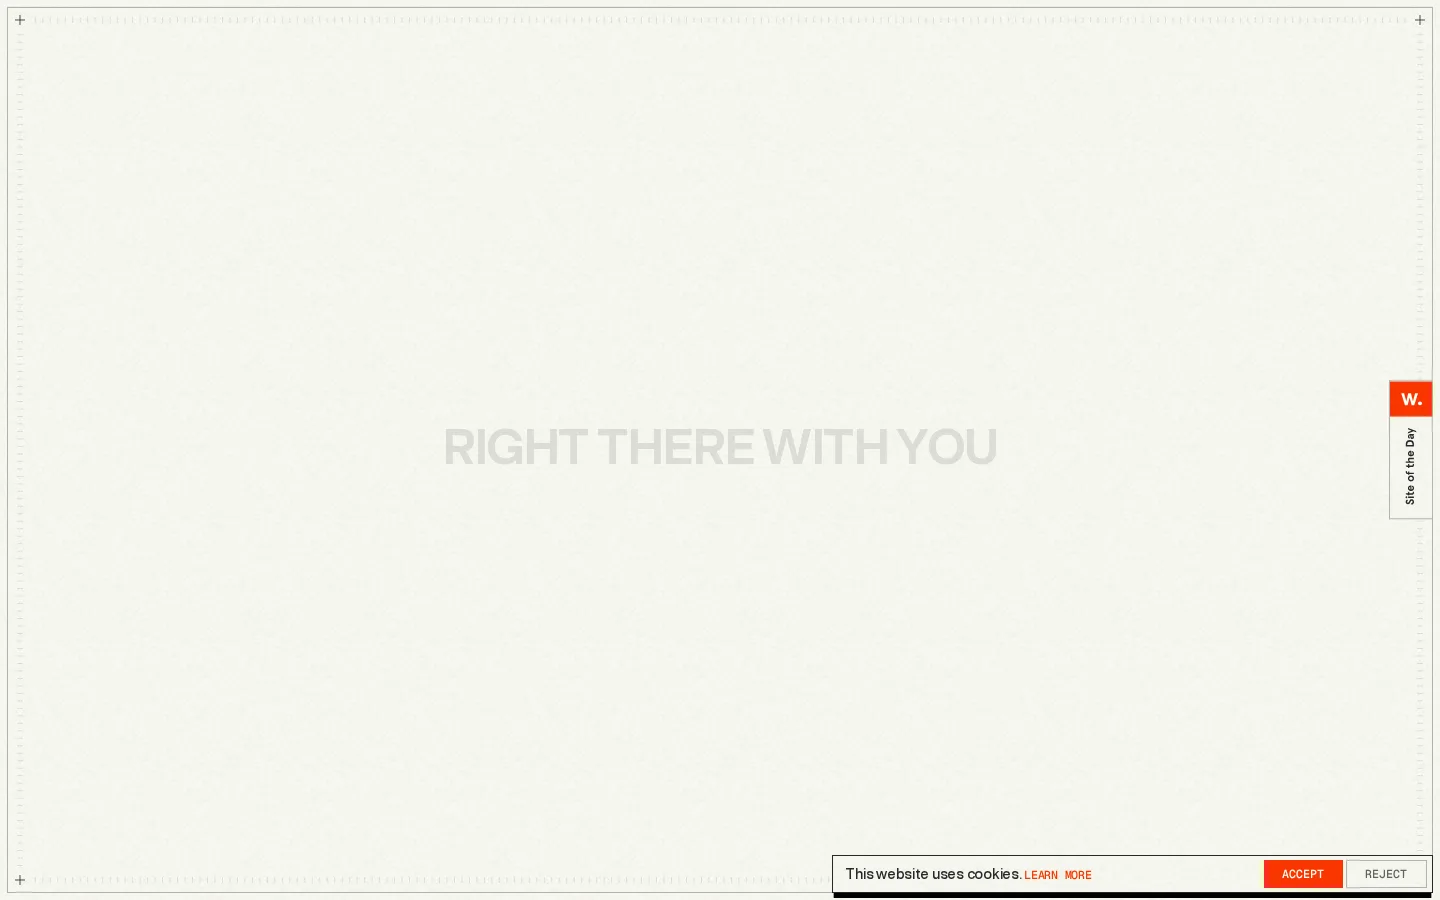 RIGHT THERE WITH YOU
W.
Site of the Day
This website uses cookies. LEARN MORE
ACCEPT
REJECT